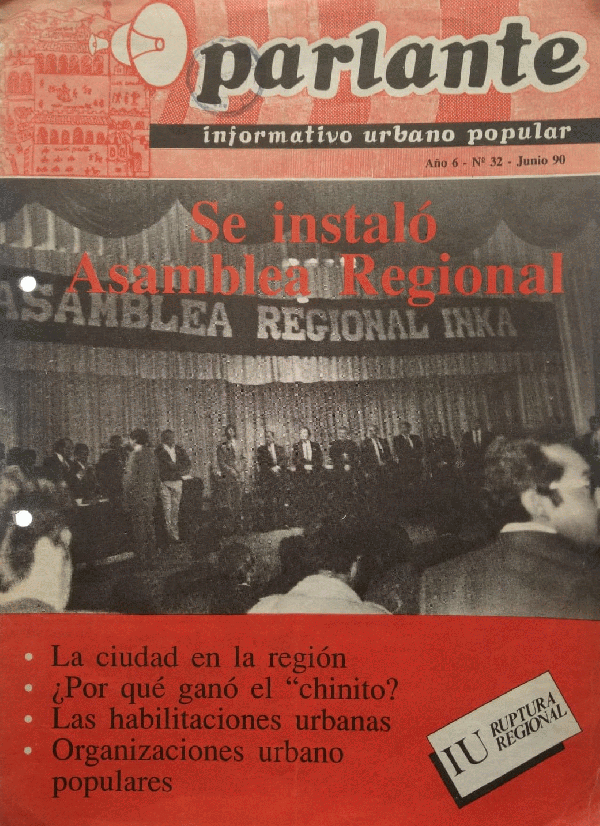 parlante
informativo urbano popular
Año 6 - Nº 32 - Junio 90
Se instaló
Asamblea Regional
ASAMBLEA REGIONAL INKA
• La ciudad en la región
• ¿Por qué ganó el “chinito?
• Las habilitaciones urbanas
• Organizaciones urbano
populares
IU RUPTURA
REGIONAL